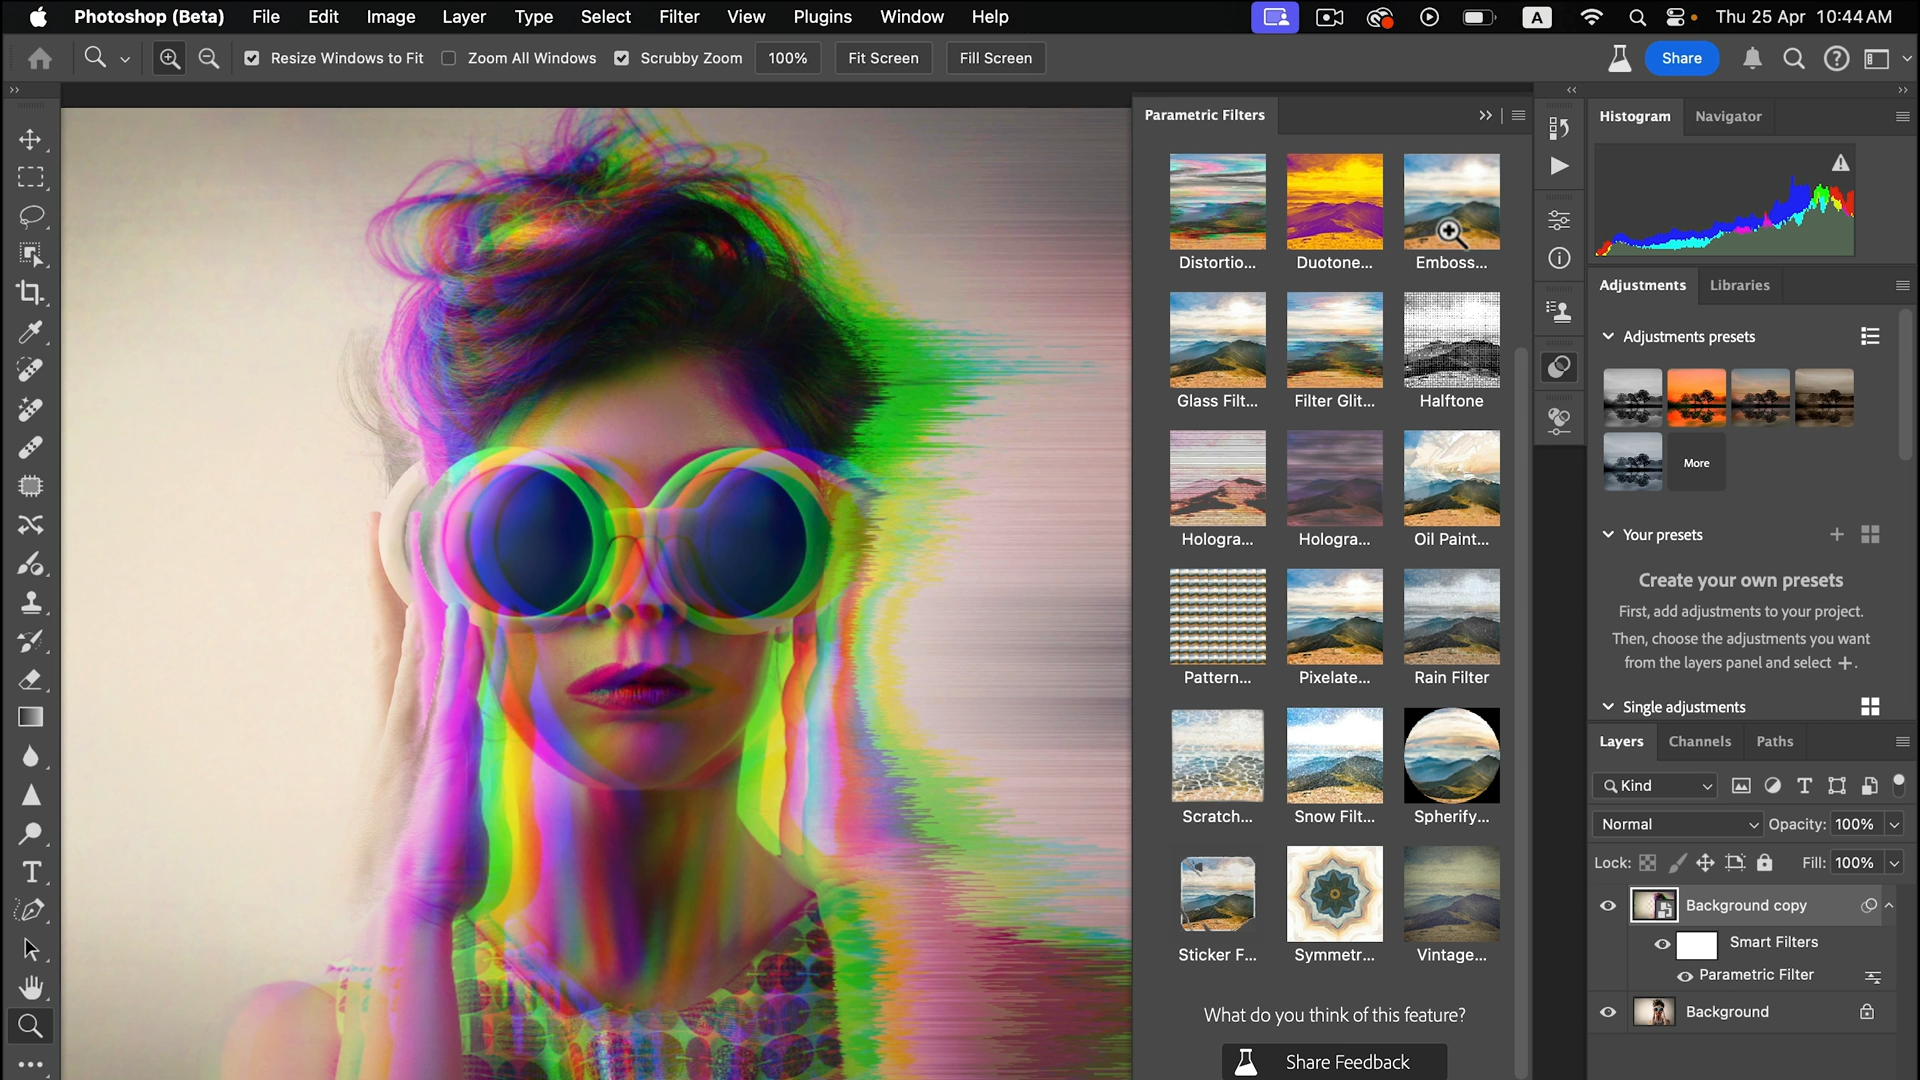 Photoshop (Beta) File Edit Image Layer Type Select Filter View Plugins Window Help A Thu 25 Apr 10:44 AM
Resize Windows to Fit Zoom All Windows Scrubby Zoom 100% Fit Screen Fill Screen Share
Parametric Filters
Distortio... Duotone... Emboss...
Glass Filt... Filter Glit... Halftone
Hologra... Hologra... Oil Paint...
Pattern... Pixelate... Rain Filter
Scratch... Snow Filt... Spherify...
Sticker F... Symmetr... Vintage...
What do you think of this feature?
Share Feedback
Histogram Navigator
Adjustments Libraries
Adjustments presets
More
Your presets
Create your own presets
First, add adjustments to your project.
Then, choose the adjustments you want
from the layers panel and select +.
Single adjustments
Layers Channels Paths
Kind
Normal Opacity: 100%
Lock: Fill: 100%
Background copy
Smart Filters
Parametric Filter
Background